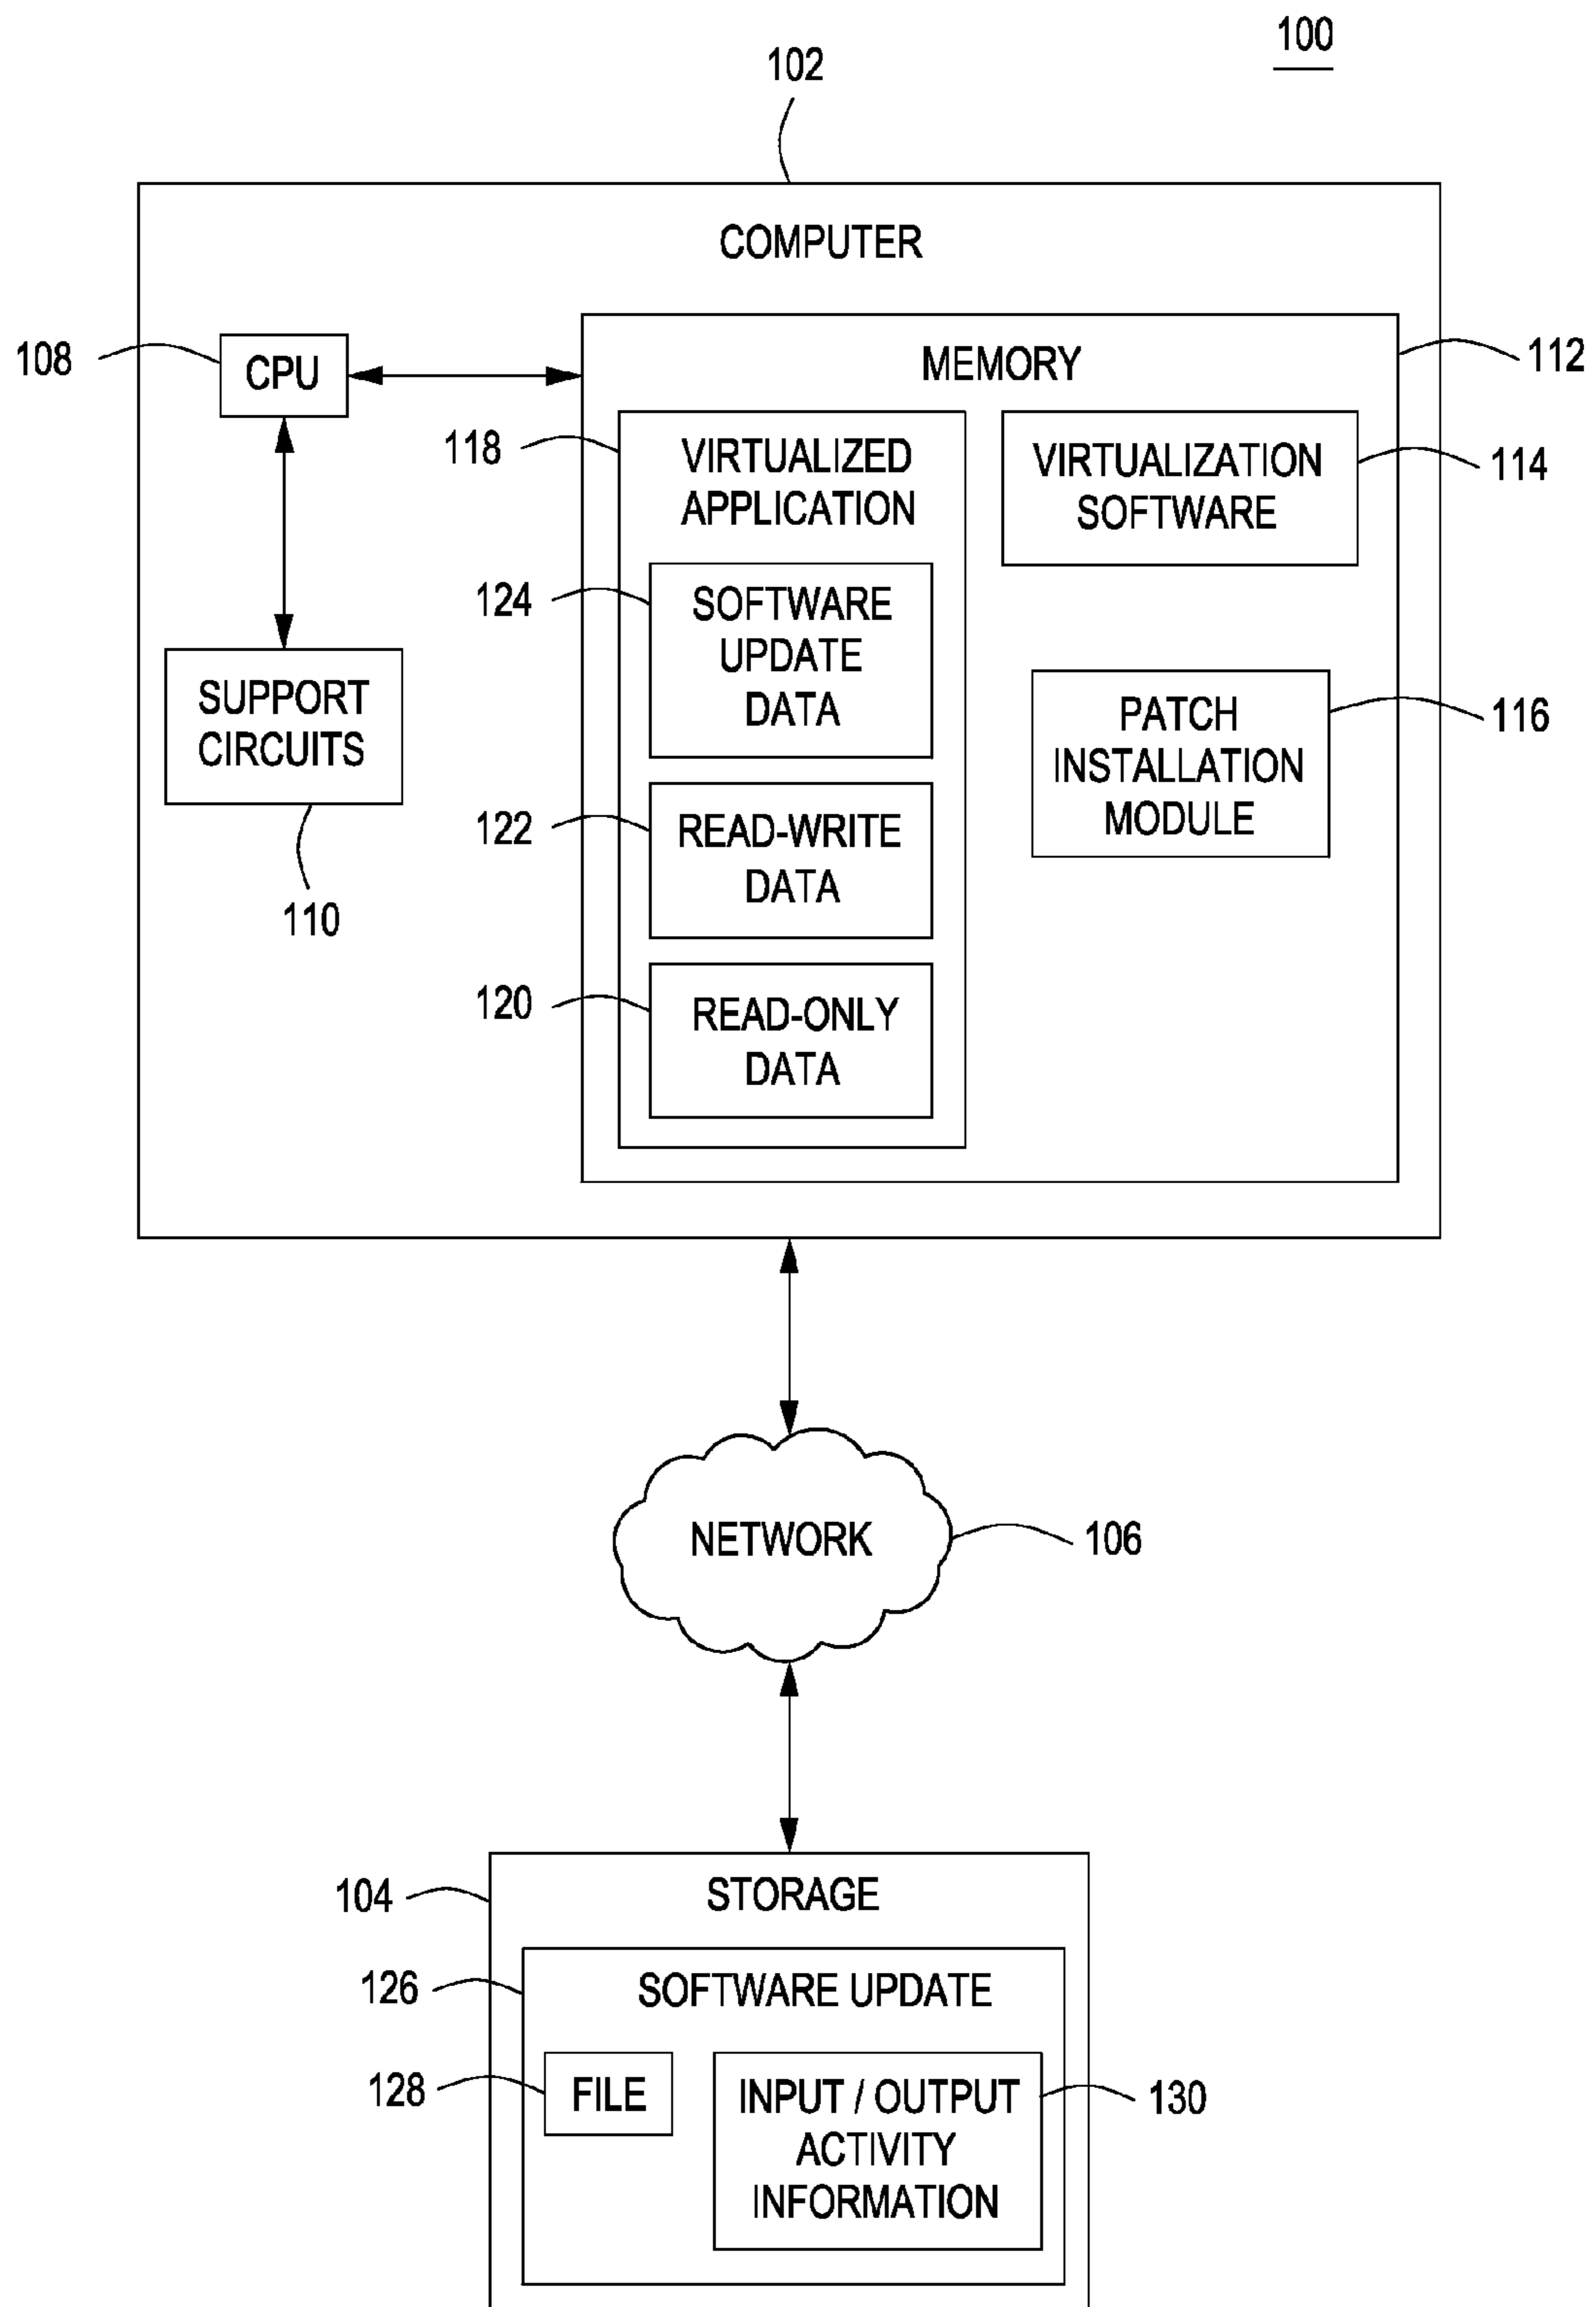 100
102
COMPUTER
108
CPU
MEMORY
112
118
VIRTUALIZED
APPLICATION
VIRTUALIZATION
SOFTWARE
114
124
SOFTWARE
UPDATE
DATA
SUPPORT
CIRCUITS
110
PATCH
INSTALLATION
MODULE
116
122
READ-WRITE
DATA
120
READ-ONLY
DATA
NETWORK
106
104
STORAGE
126
SOFTWARE UPDATE
128
FILE
INPUT / OUTPUT
ACTIVITY
INFORMATION
130